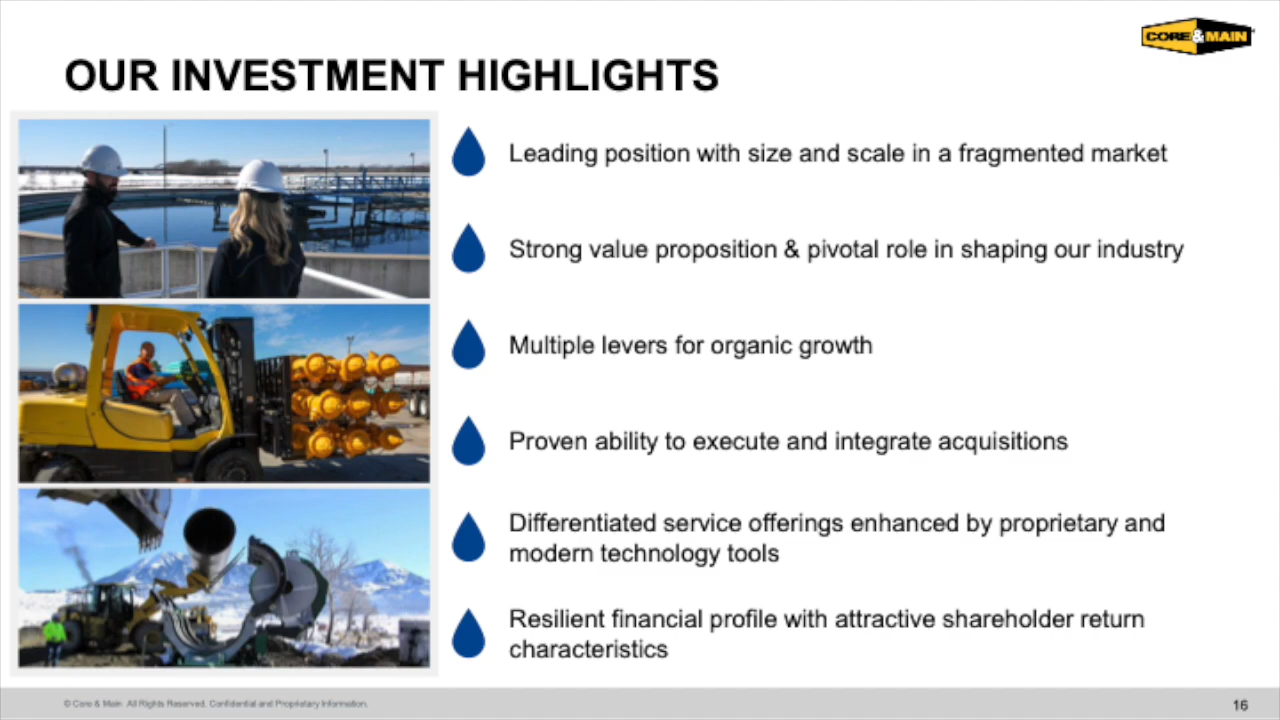 CORE & MAIN
OUR INVESTMENT HIGHLIGHTS
Leading position with size and scale in a fragmented market
Strong value proposition & pivotal role in shaping our industry
Multiple levers for organic growth
Proven ability to execute and integrate acquisitions
Differentiated service offerings enhanced by proprietary and
modern technology tools
Resilient financial profile with attractive shareholder return
characteristics
© Core & Main All Rights Reserved. Confidential and Proprietary Information.
16